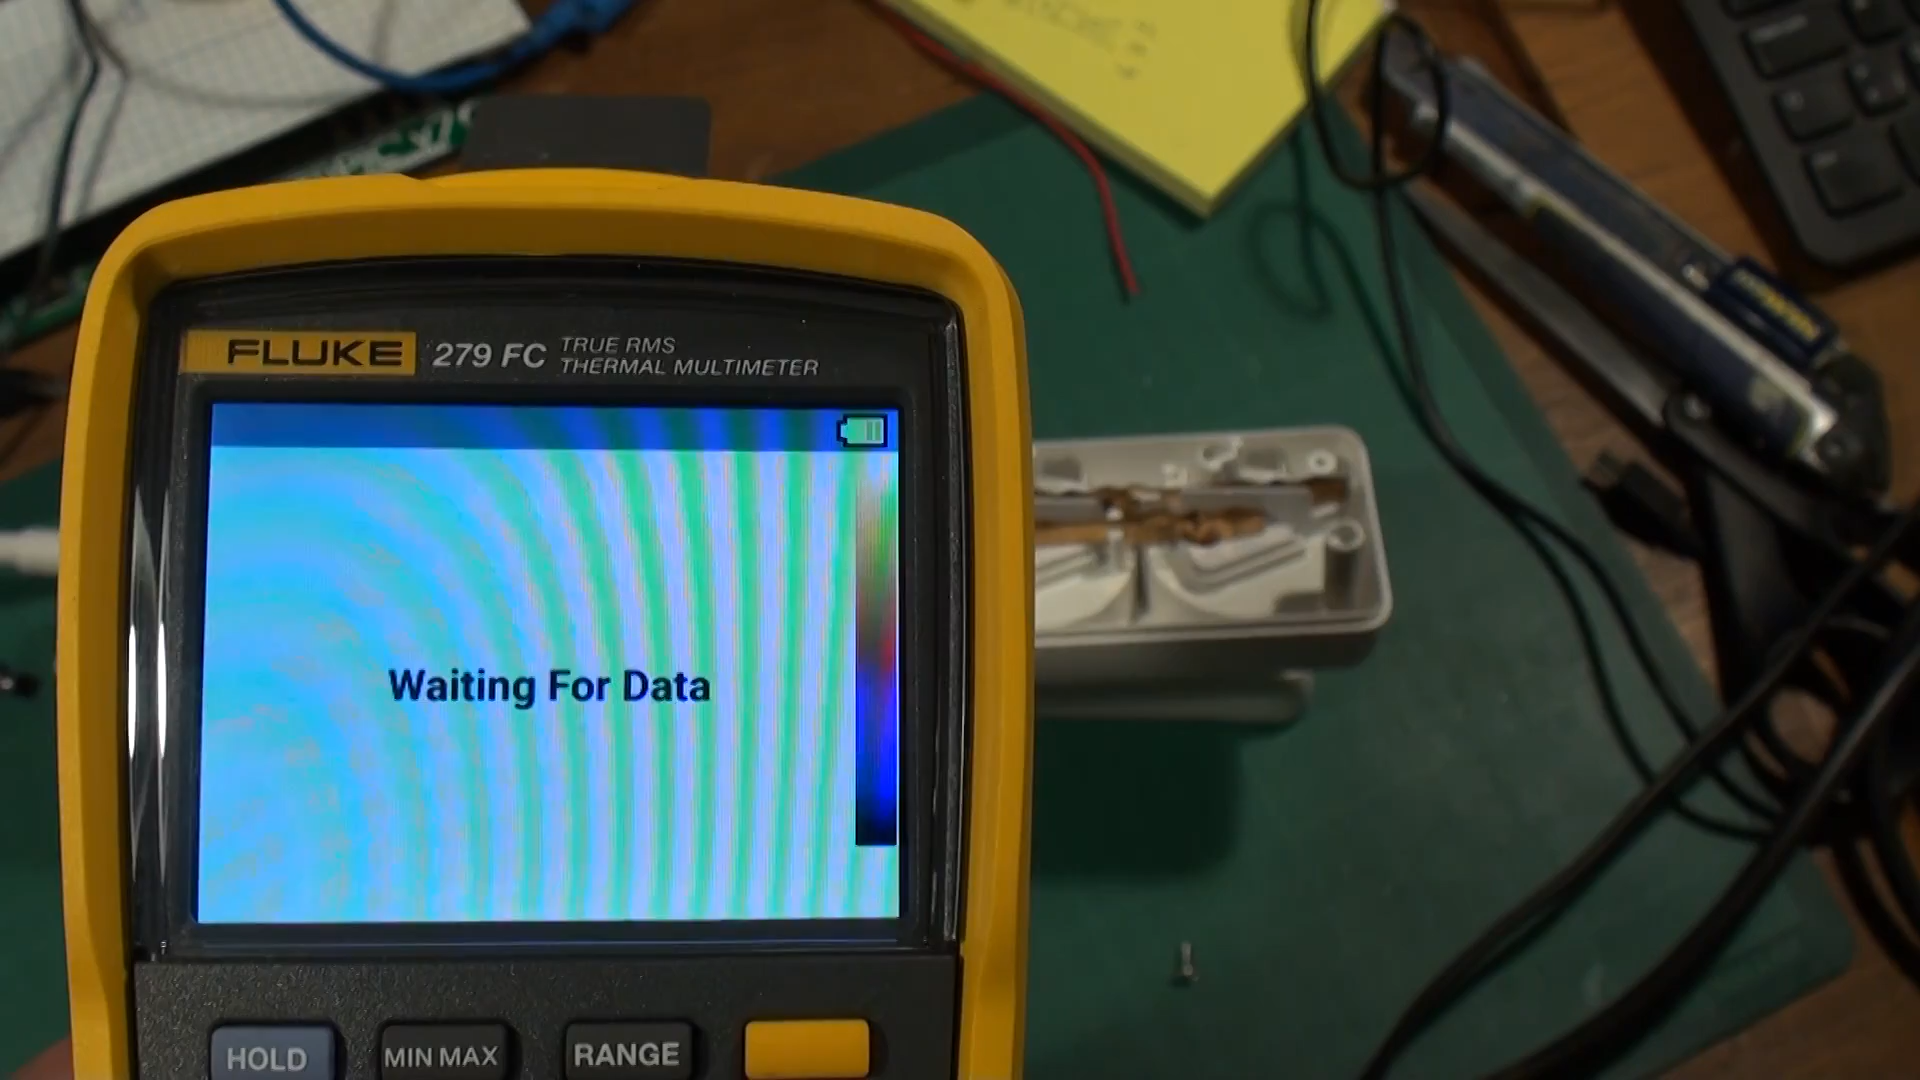 FLUKE 279 FC TRUE RMS
THERMAL MULTIMETER
Waiting For Data
HOLD
MIN MAX
RANGE